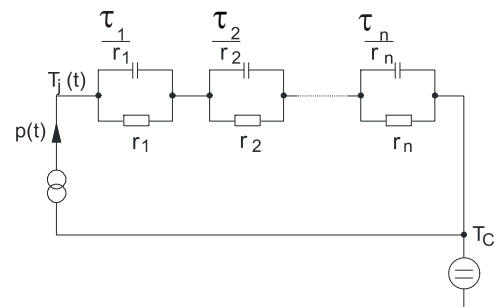 τ1/r1 τ2/r2 τn/rn
Tj (t)
r1 r2 rn
p(t)
TC